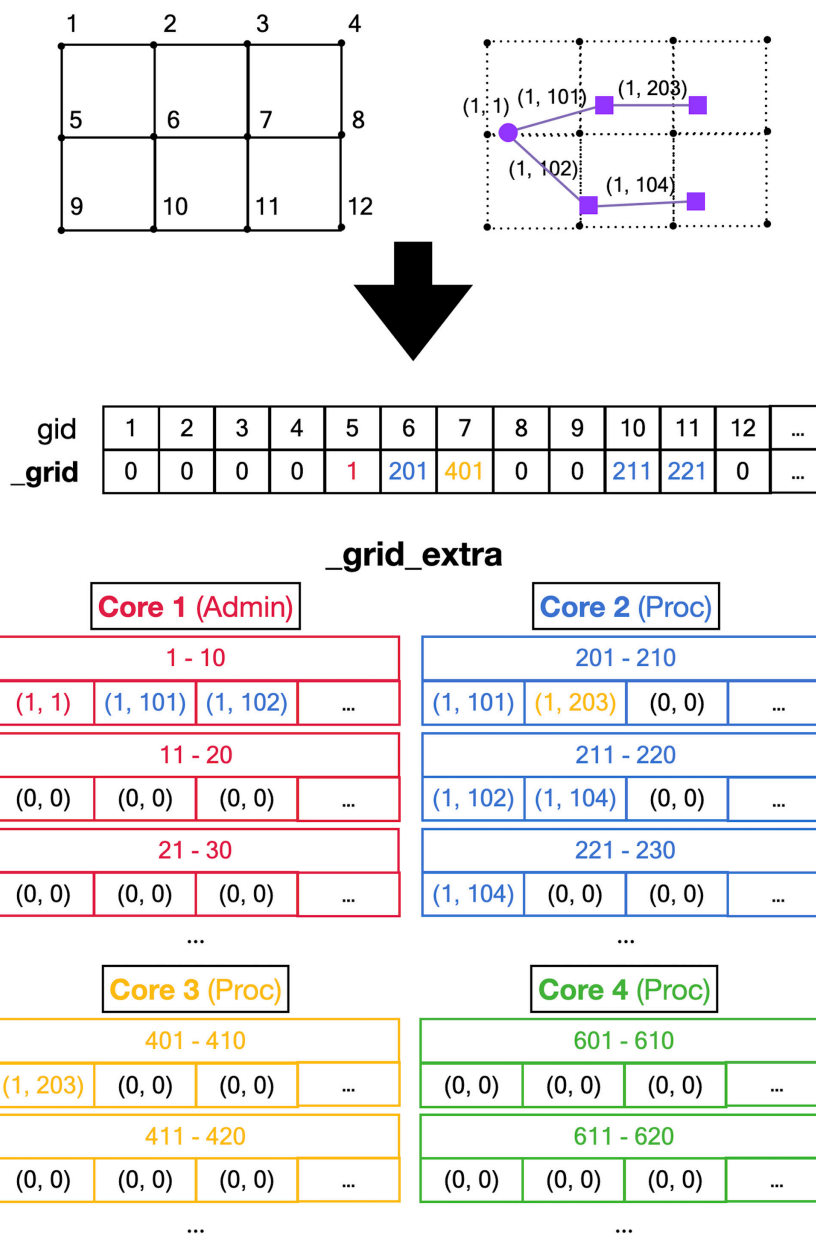 1 2 3 4
5 6 7 8
9 10 11 12
(1, 1) (1, 101) (1, 203)
(1, 102) (1, 104)
gid 1 2 3 4 5 6 7 8 9 10 11 12 ...
_grid 0 0 0 0 1 201 401 0 0 211 221 0 ...
_grid_extra
Core 1 (Admin)
1 - 10
(1, 1) (1, 101) (1, 102) ...
11 - 20
(0, 0) (0, 0) (0, 0) ...
21 - 30
(0, 0) (0, 0) (0, 0) ...
...
Core 2 (Proc)
201 - 210
(1, 101) (1, 203) (0, 0) ...
211 - 220
(1, 102) (1, 104) (0, 0) ...
221 - 230
(1, 104) (0, 0) (0, 0) ...
...
Core 3 (Proc)
401 - 410
(1, 203) (0, 0) (0, 0) ...
411 - 420
(0, 0) (0, 0) (0, 0) ...
...
Core 4 (Proc)
601 - 610
(0, 0) (0, 0) (0, 0) ...
611 - 620
(0, 0) (0, 0) (0, 0) ...
...